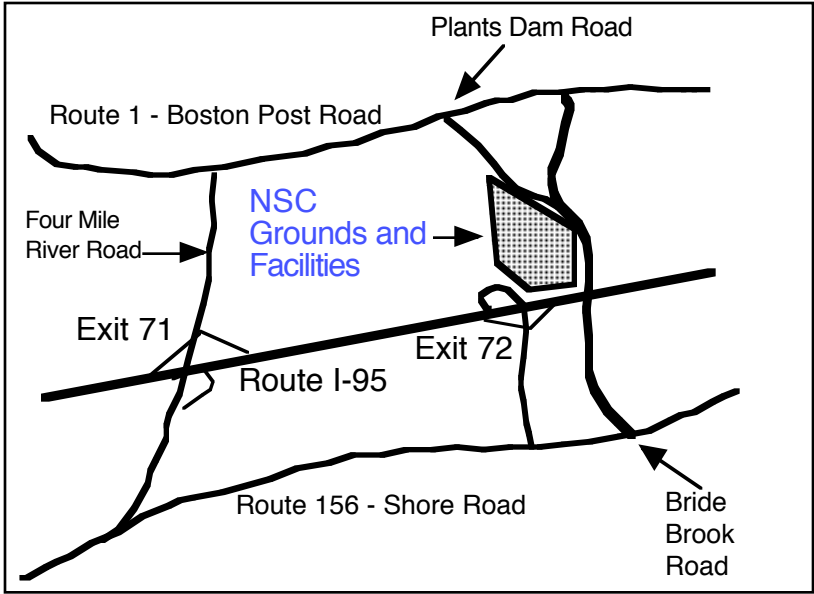 Plants Dam Road
Route 1 - Boston Post Road
NSC
Grounds and
Facilities
Four Mile
River Road
Exit 71
Exit 72
Route I-95
Route 156 - Shore Road
Bride
Brook
Road